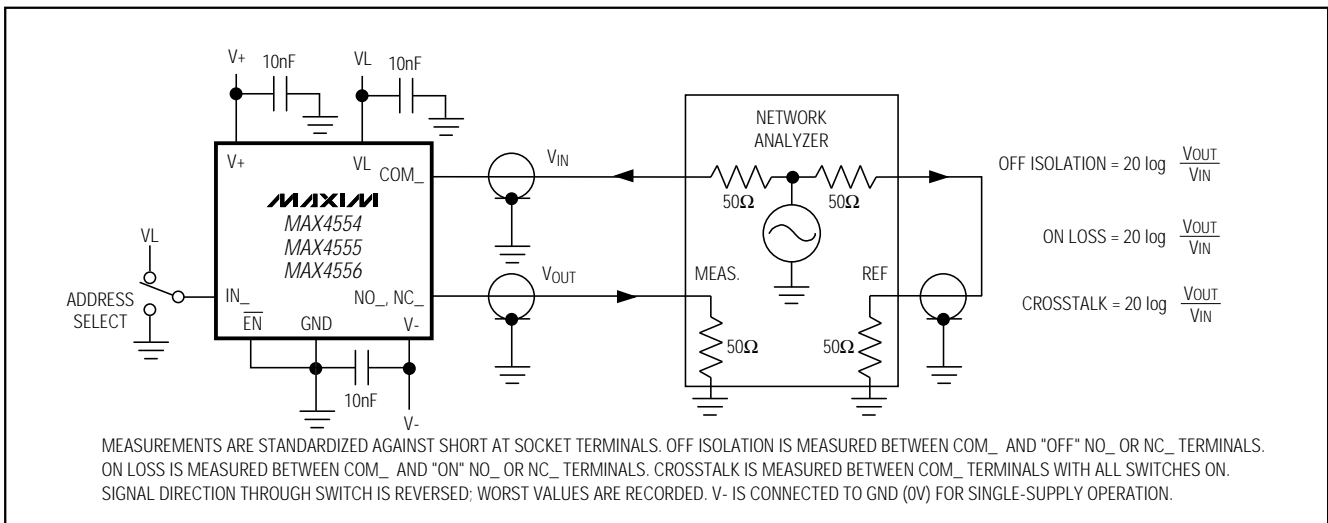 V+
10nF
VL
10nF
V+
VL
COM_
MAXIM
MAX4554
MAX4555
MAX4556
VL
ADDRESS
SELECT
IN_
EN
GND
NO_, NC_
V-
10nF
V-
VIN
VOUT
NETWORK
ANALYZER
50Ω
50Ω
MEAS.
REF
50Ω
50Ω
OFF ISOLATION = 20 log VOUT
VIN
ON LOSS = 20 log VOUT
VIN
CROSSTALK = 20 log VOUT
VIN
MEASUREMENTS ARE STANDARDIZED AGAINST SHORT AT SOCKET TERMINALS. OFF ISOLATION IS MEASURED BETWEEN COM_ AND "OFF" NO_ OR NC_ TERMINALS.
ON LOSS IS MEASURED BETWEEN COM_ AND "ON" NO_ OR NC_ TERMINALS. CROSSTALK IS MEASURED BETWEEN COM_ TERMINALS WITH ALL SWITCHES ON.
SIGNAL DIRECTION THROUGH SWITCH IS REVERSED; WORST VALUES ARE RECORDED. V- IS CONNECTED TO GND (0V) FOR SINGLE-SUPPLY OPERATION.